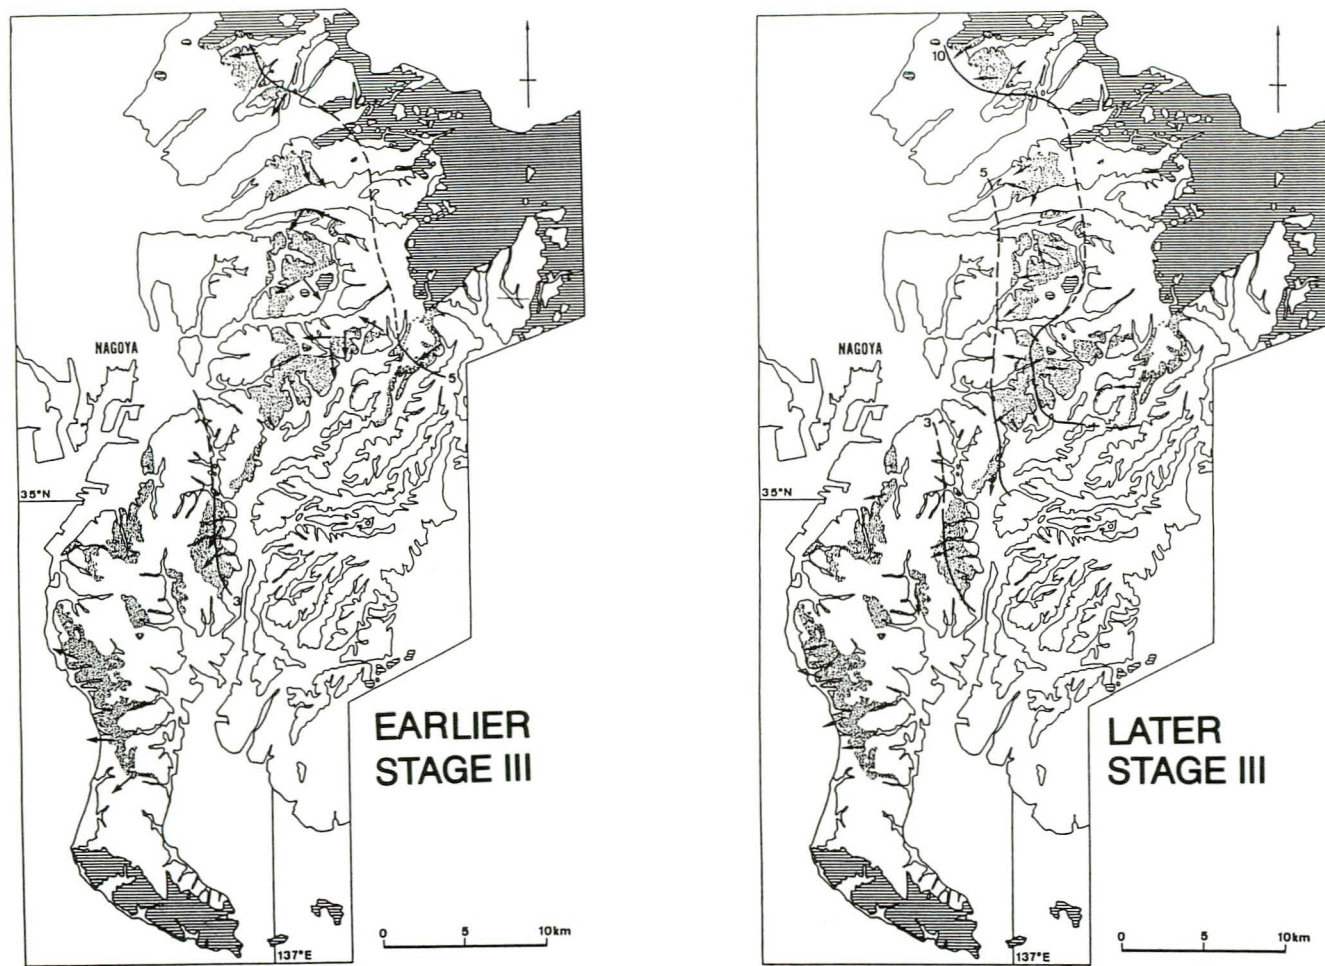 NAGOYA
5
35°N
3
EARLIER
STAGE III
0 5 10km
137°E
10
5
NAGOYA
3
35°N
LATER
STAGE III
0 5 10km
137°E